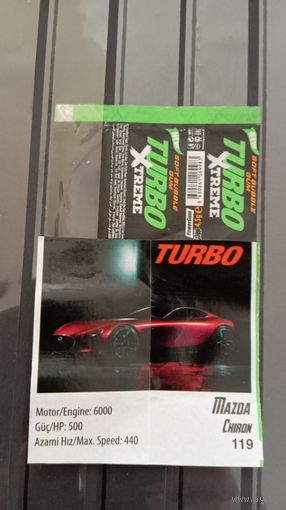 SOFT BUBBLE
GUM
TURBO
XTREME
SOFT BUBBLE
GUM
TURBO
XTREME
TURBO
Motor/Engine: 6000
Güç/HP: 500
Azami Hız/Max. Speed: 440
MAZDA
CHIRON
119